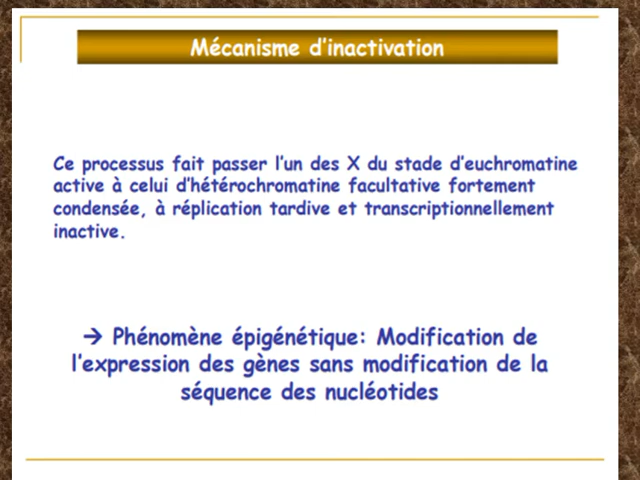 Mécanisme d'inactivation
Ce processus fait passer l'un des X du stade d'euchromatine
active à celui d'hétérochromatine facultative fortement
condensée, à réplication tardive et transcriptionnellement
inactive.
→ Phénomène épigénétique: Modification de
l'expression des gènes sans modification de la
séquence des nucléotides